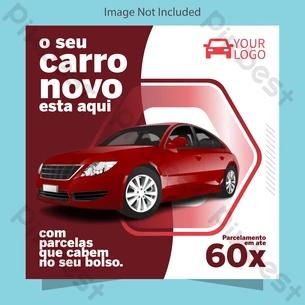 Image Not Included
o seu
carro
novo
esta aqui
YOUR
LOGO
com
parcelas
que cabem
no seu bolso.
Parcelamento
em até
60x